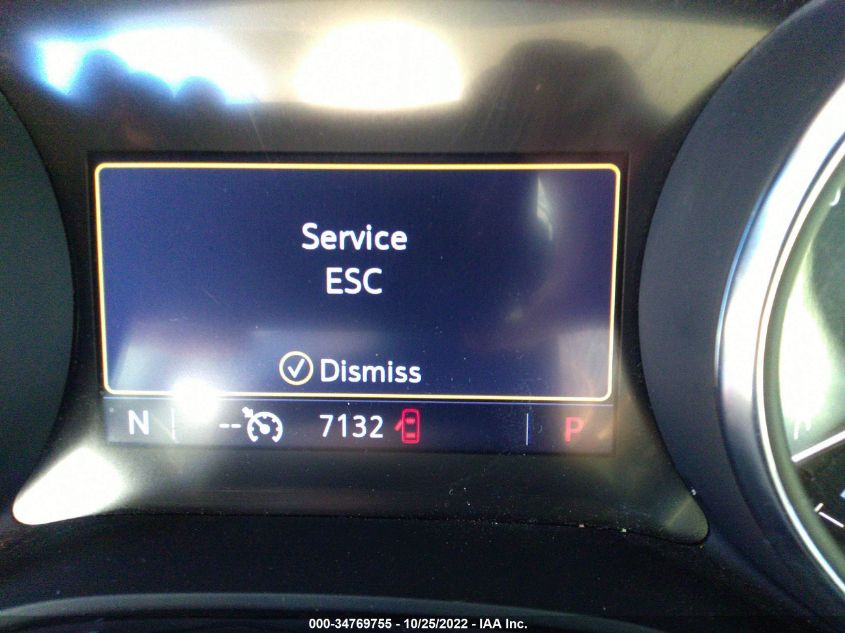 Service
ESC
Dismiss
N -- 7132 P
000-34769755 - 10/25/2022 - IAA Inc.